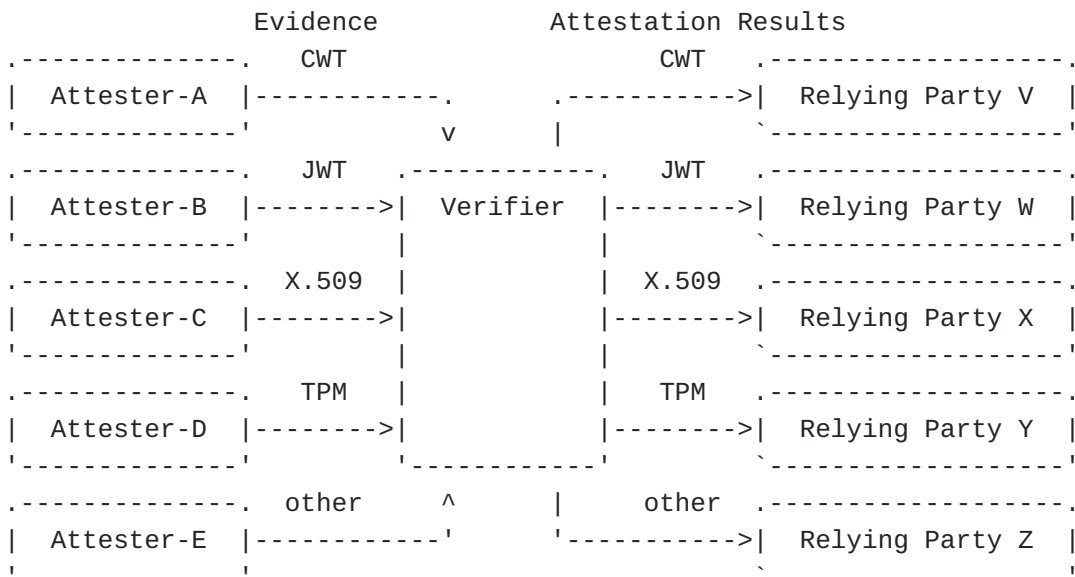 Evidence Attestation Results
CWT CWT
Attester-A Relying Party V
v
JWT JWT
Attester-B Verifier Relying Party W
X.509 X.509
Attester-C Relying Party X
TPM TPM
Attester-D Relying Party Y
other ^ other
Attester-E Relying Party Z